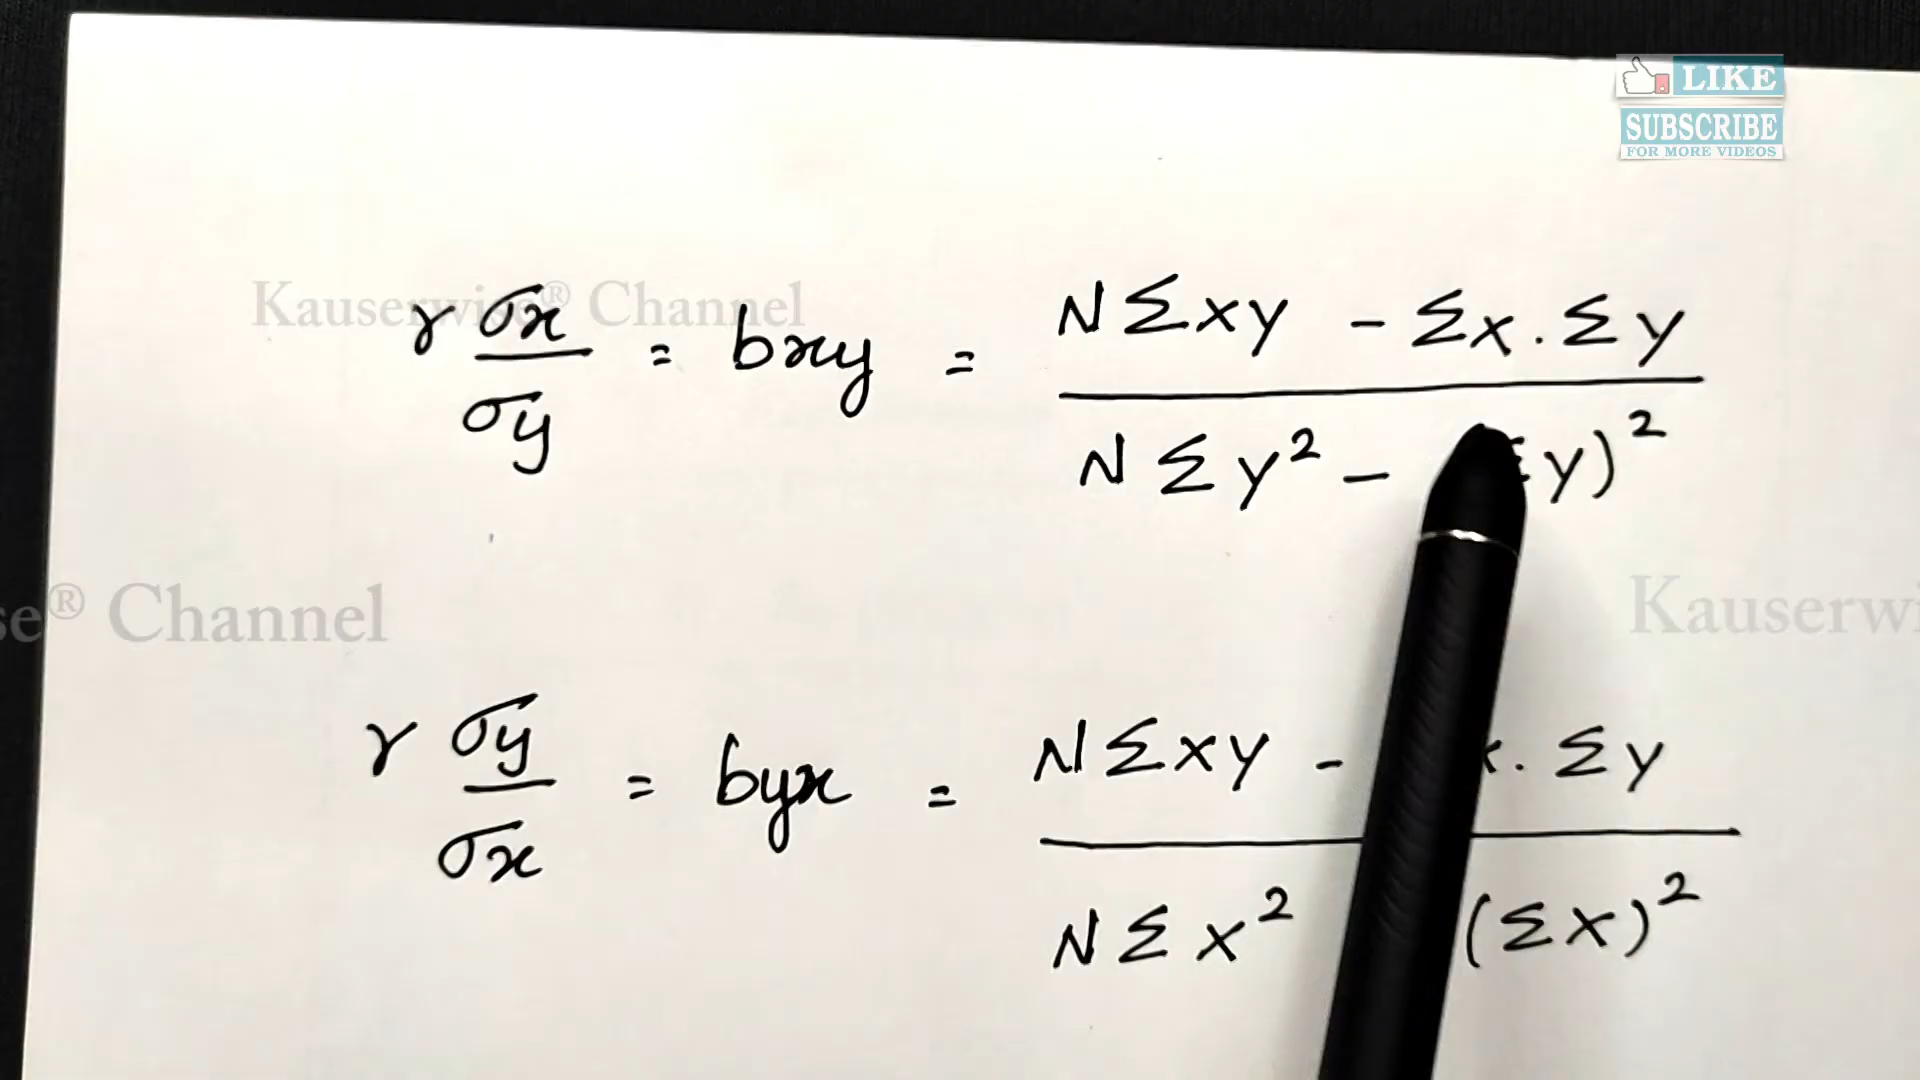 LIKE
SUBSCRIBE
FOR MORE VIDEOS
Kauserwise® Channel
r σx/σy = bxy = (NΣxy - Σx.Σy)/(NΣy² - Σy)²
se® Channel
Kauserwi
r σy/σx = byx = (NΣxy - x.Σy)/(NΣx² (Σx)²